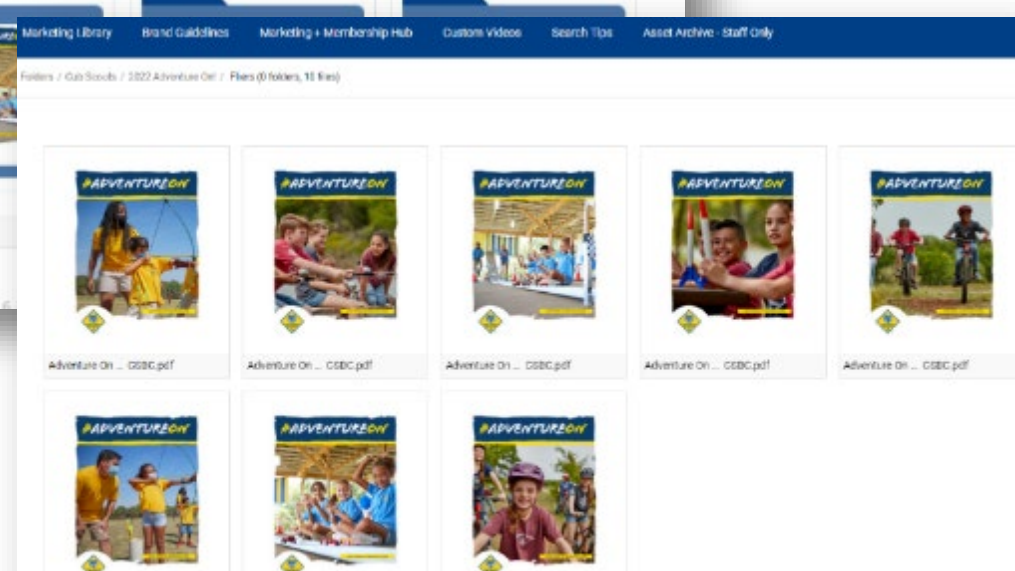 Marketing Library Brand Guidelines Marketing + Membership Hub Custom Videos Search Tips Asset Archive - Staff Only
Folders / Cub Scouts / 2022 Adventure On! / Fliers (0 folders, files)
#ADVENTUREON #ADVENTUREON #ADVENTUREON #ADVENTUREON #ADVENTUREON
Adventure On ... CSBC.pdf Adventure On ... CSBC.pdf Adventure On ... CSBC.pdf Adventure On ... CSBC.pdf Adventure On ... CSBC.pdf
#ADVENTUREON #ADVENTUREON #ADVENTUREON